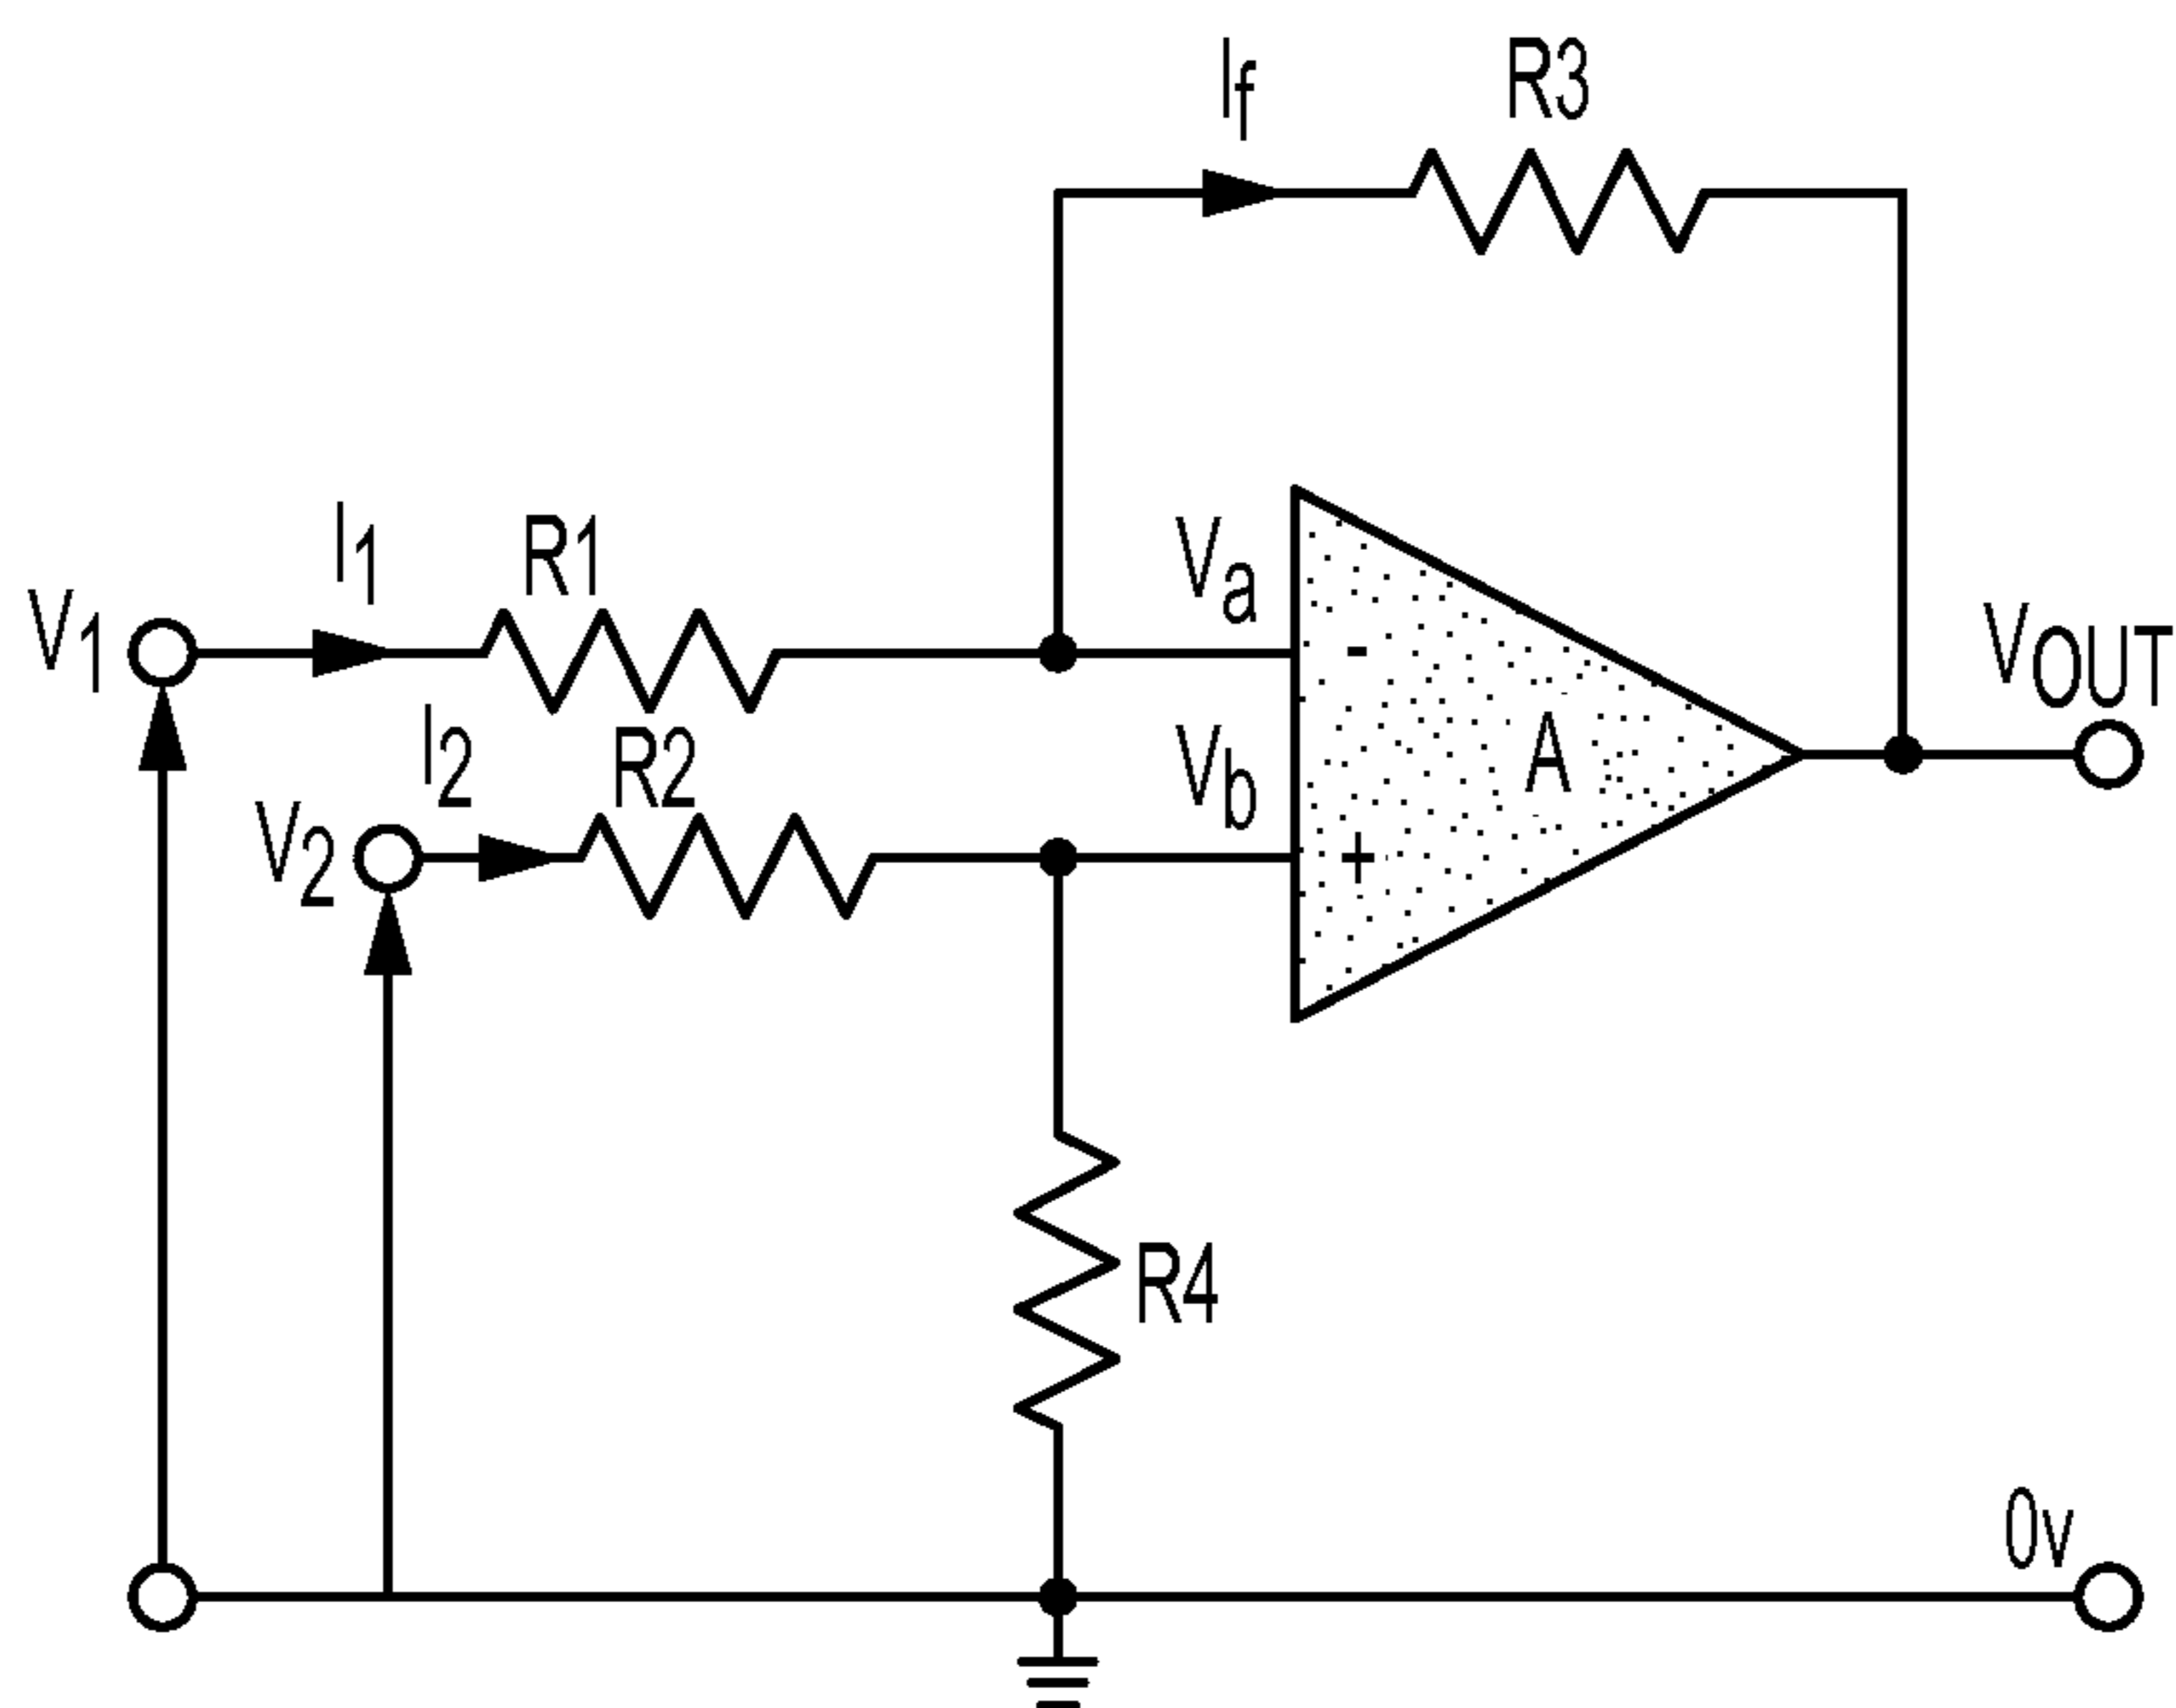 If
R3
I1
R1
Va
V1
-
VOUT
I2
R2
Vb
A
V2
+
R4
0v